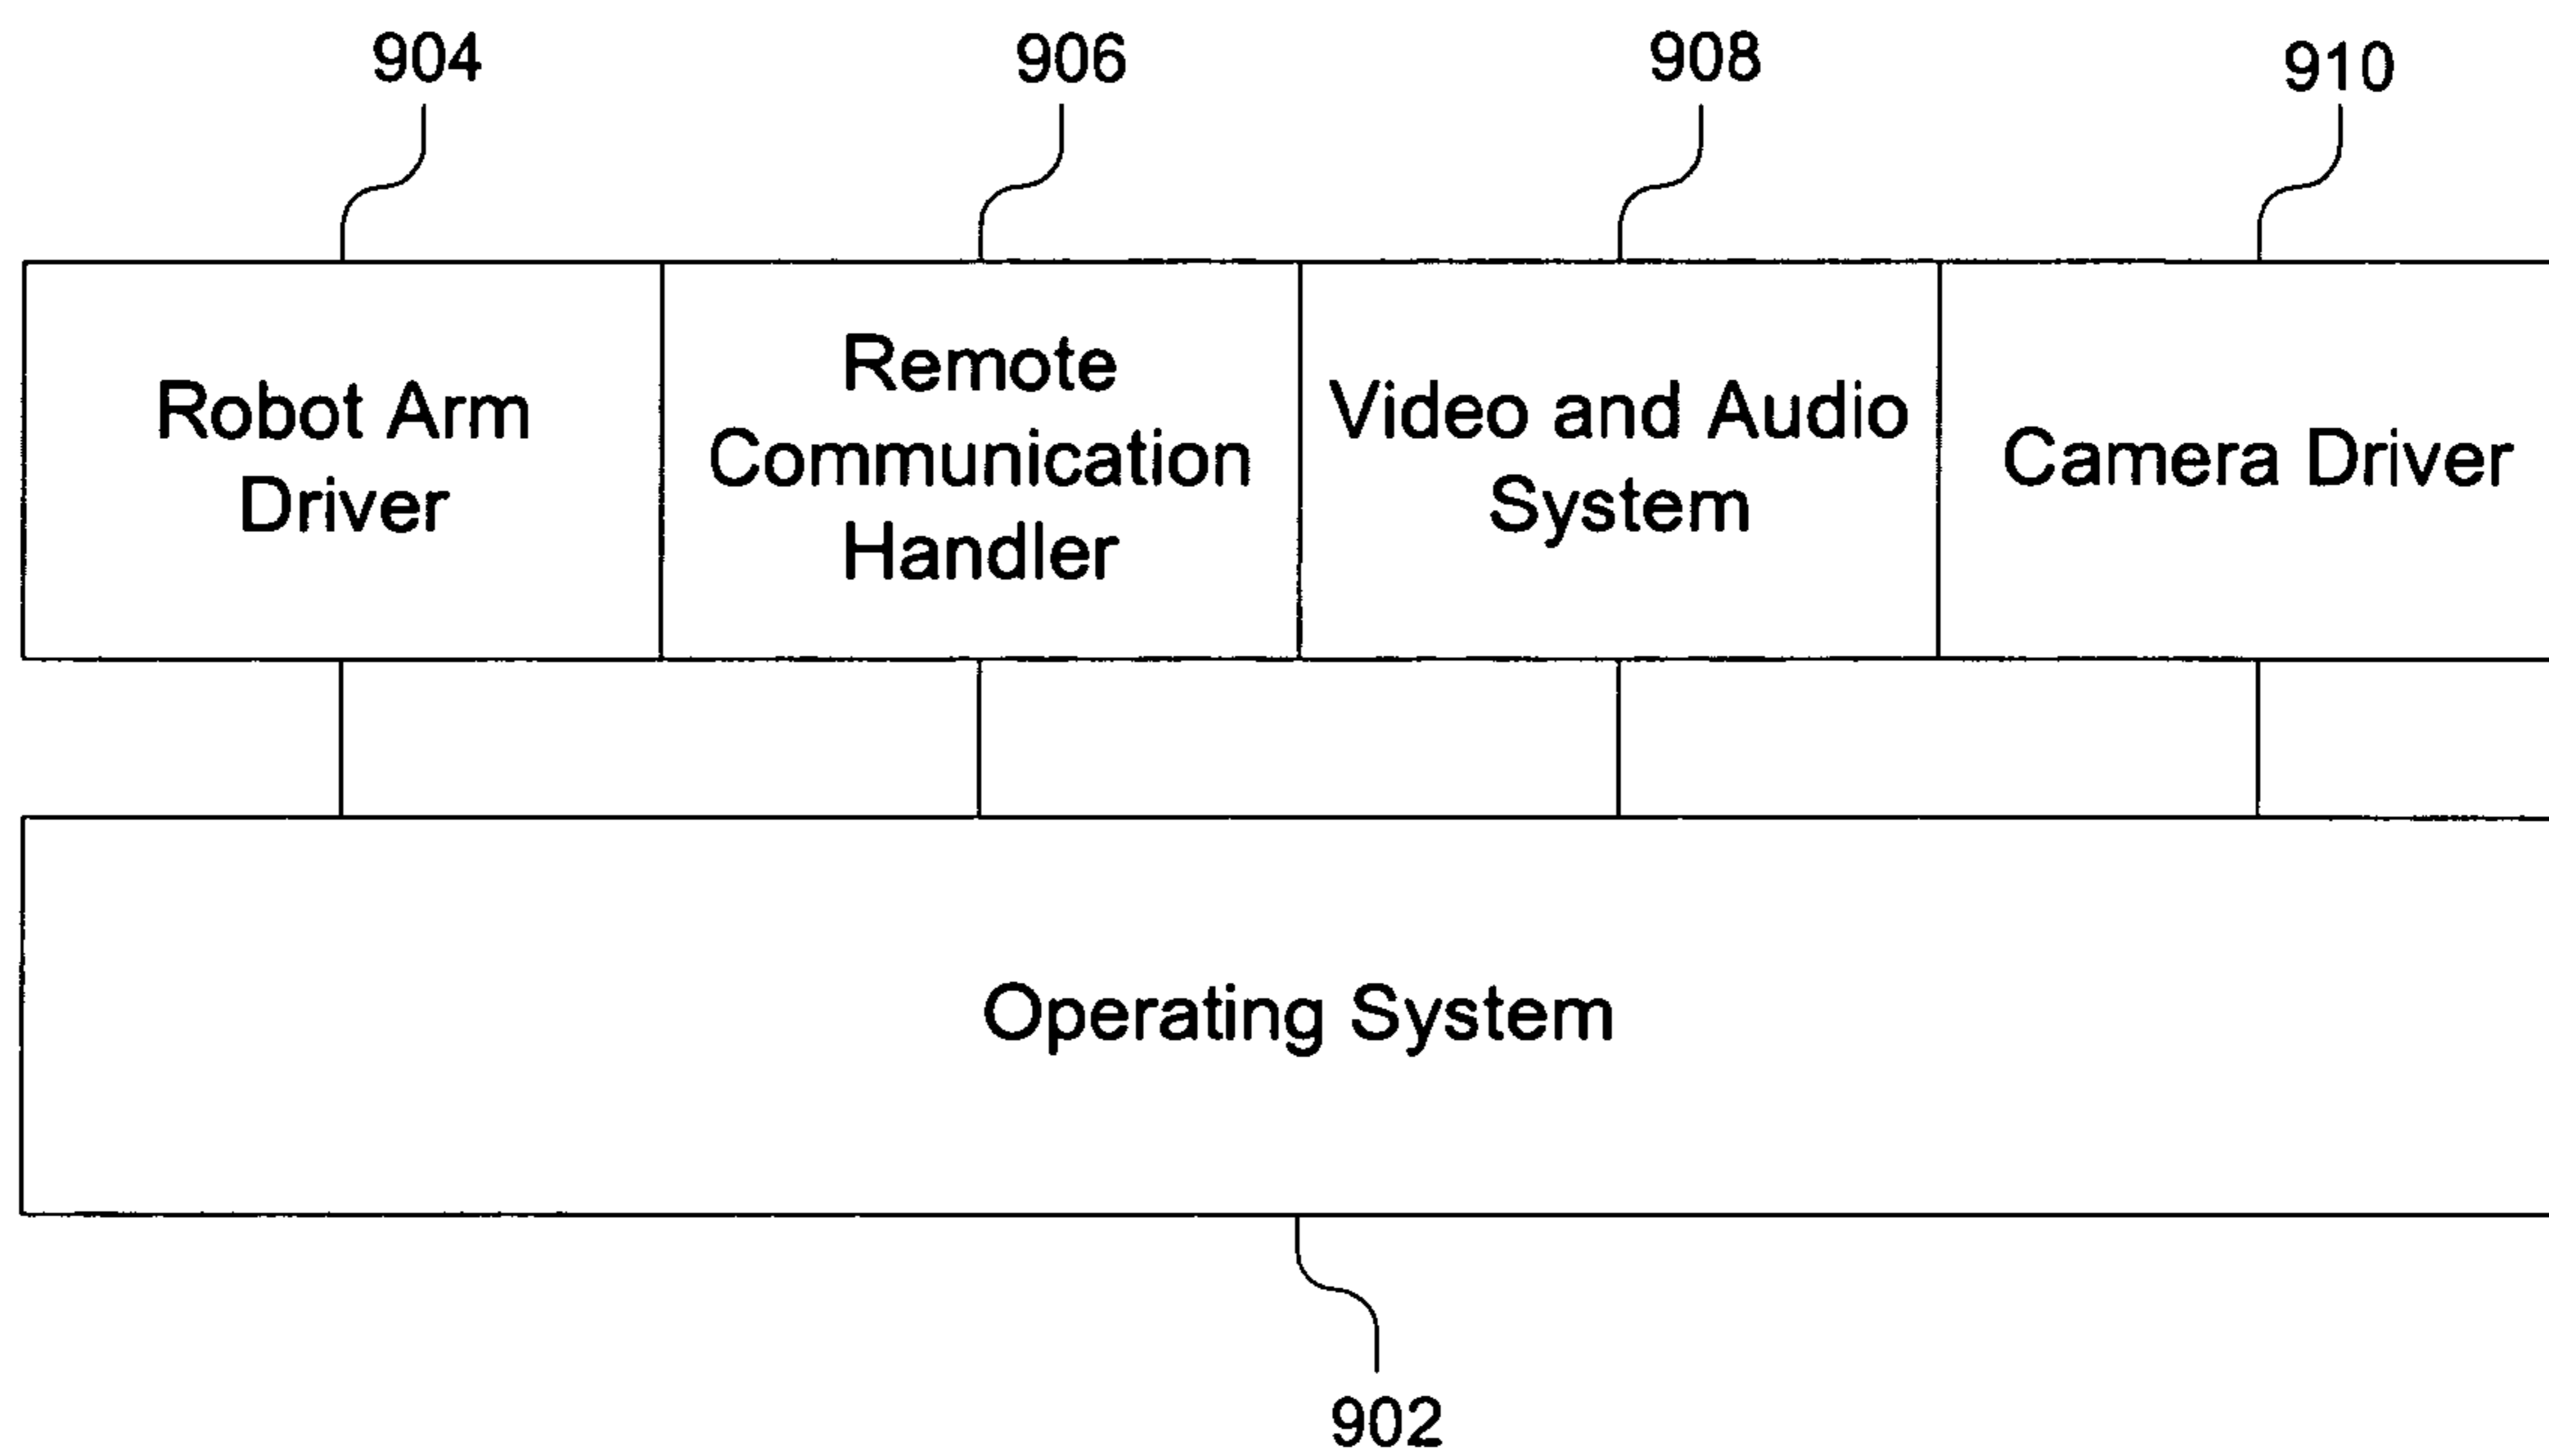 904
906
908
910
Robot Arm
Driver
Remote
Communication
Handler
Video and Audio
System
Camera Driver
Operating System
902